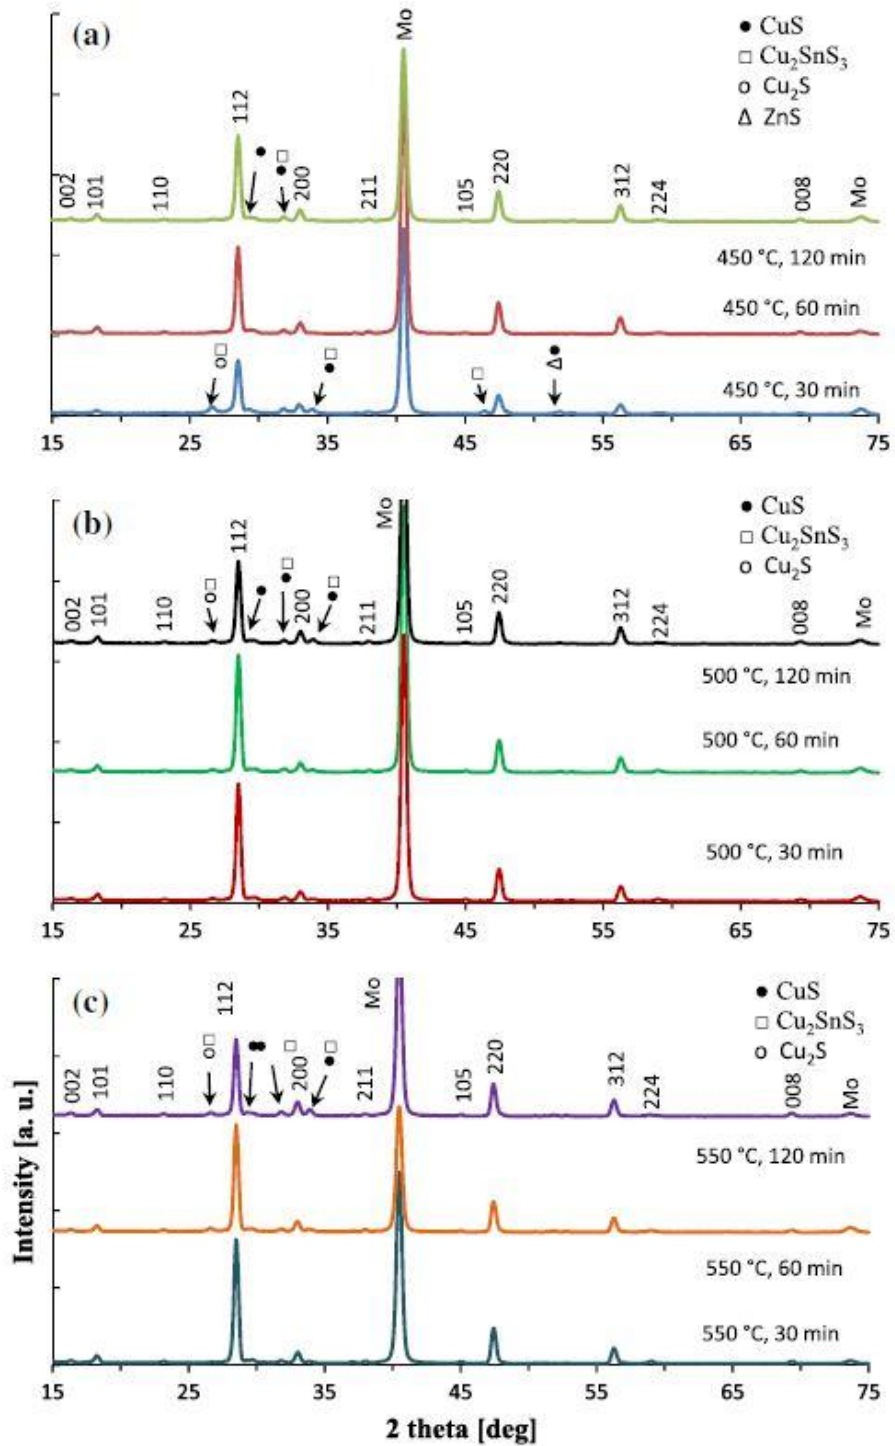 (a)
Mo
● CuS
□ Cu₂SnS₃
o Cu₂S
Δ ZnS
002 101 110 112 ● □● 200 211 105 220 312 224 008 Mo
450 °C, 120 min
450 °C, 60 min
o□ □● □ ●Δ
450 °C, 30 min
15 25 35 45 55 65 75
(b)
Mo
● CuS
□ Cu₂SnS₃
o Cu₂S
002 101 110 o□ 112 ● □● 200 □● 211 105 220 312 224 008 Mo
500 °C, 120 min
500 °C, 60 min
500 °C, 30 min
15 25 35 45 55 65 75
(c)
Mo
● CuS
□ Cu₂SnS₃
o Cu₂S
002 101 110 o□ 112 ●● □ 200 □● 211 105 220 312 224 008 Mo
550 °C, 120 min
550 °C, 60 min
550 °C, 30 min
15 25 35 45 55 65 75
Intensity [a. u.]
2 theta [deg]